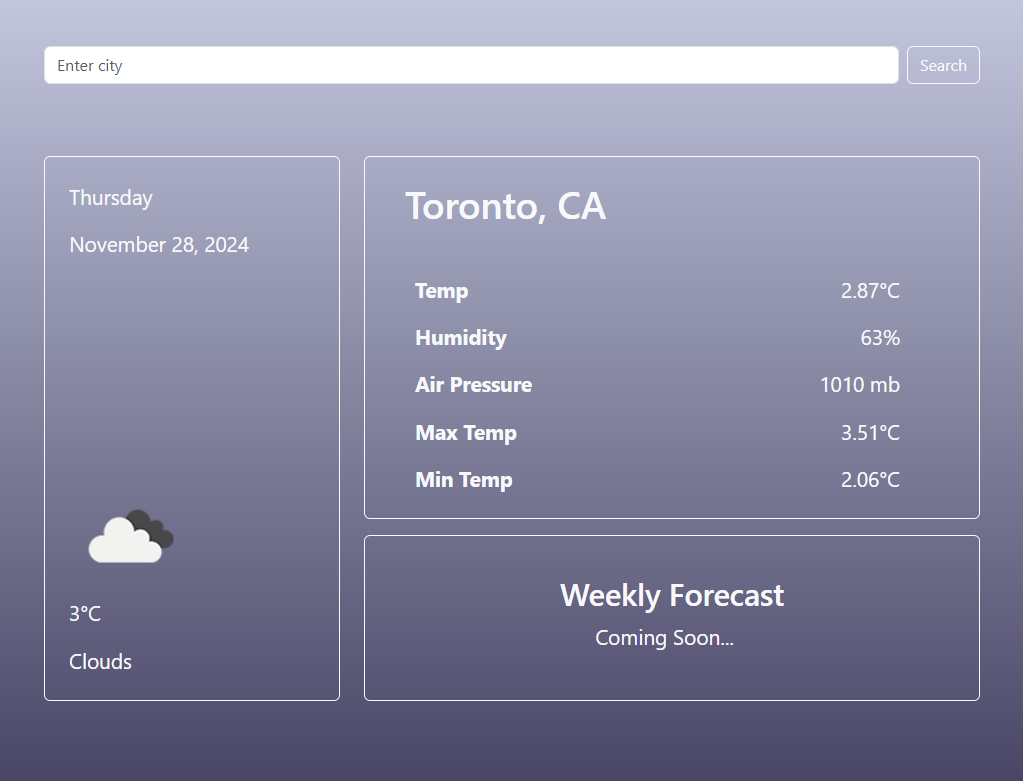 Enter city
Search
Thursday
November 28, 2024
3°C
Clouds
Toronto, CA
Temp 2.87°C
Humidity 63%
Air Pressure 1010 mb
Max Temp 3.51°C
Min Temp 2.06°C
Weekly Forecast
Coming Soon...